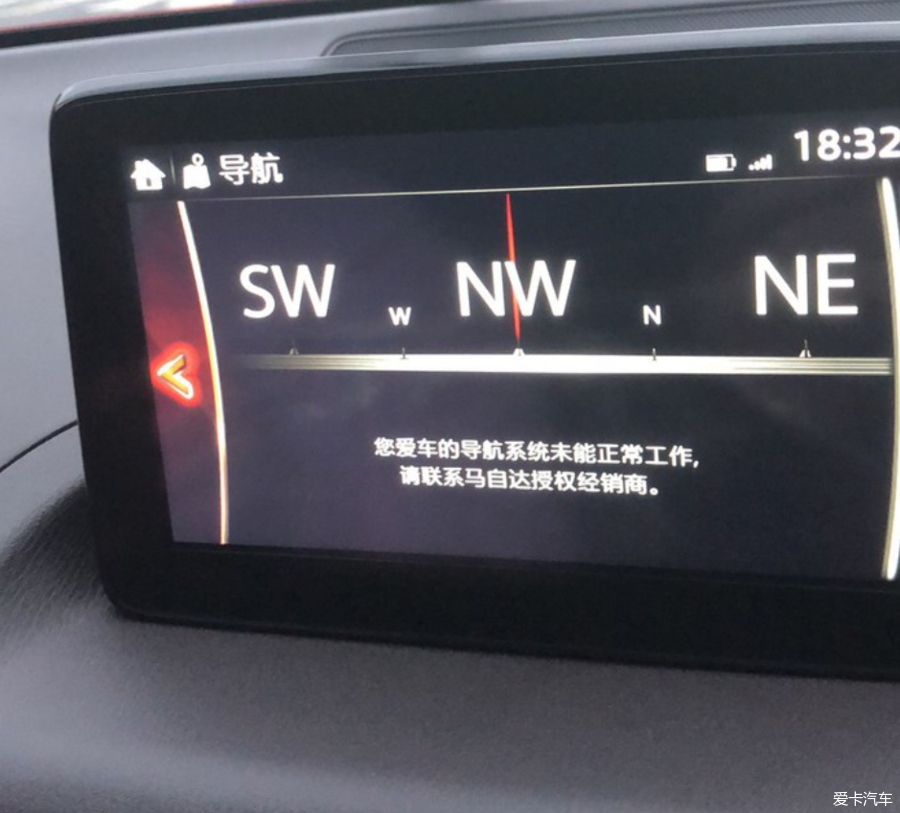 导航
18:32
SW W NW N NE
您爱车的导航系统未能正常工作,
请联系马自达授权经销商。
爱卡汽车